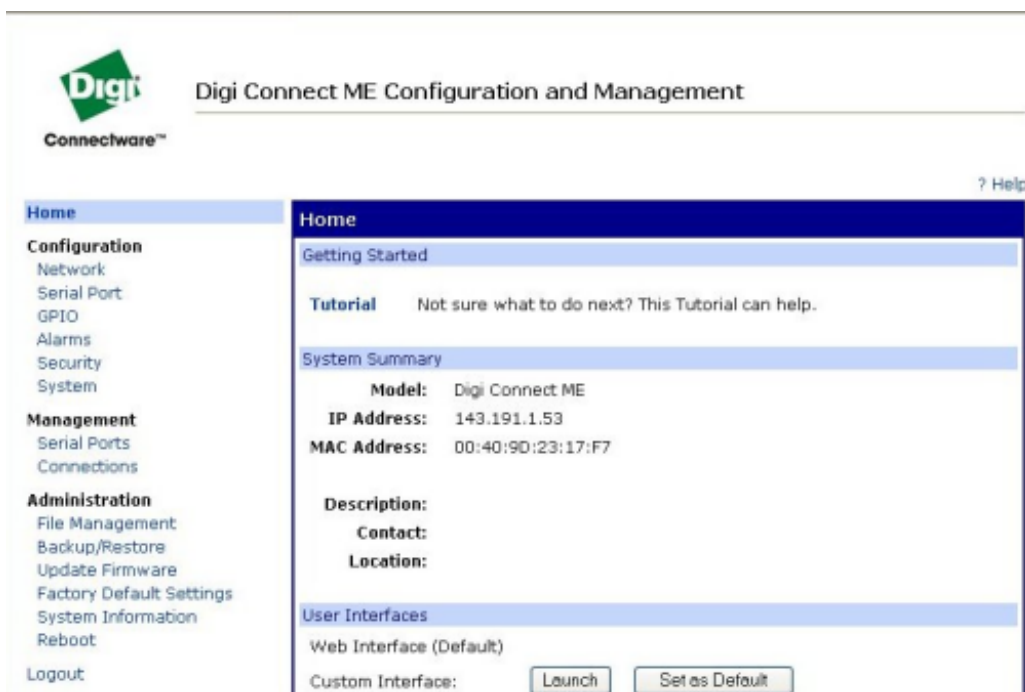 Digi
Connectware™
Digi Connect ME Configuration and Management
? Help
Home
Configuration
Network
Serial Port
GPIO
Alarms
Security
System
Management
Serial Ports
Connections
Administration
File Management
Backup/Restore
Update Firmware
Factory Default Settings
System Information
Reboot
Logout
Home
Getting Started
Tutorial Not sure what to do next? This Tutorial can help.
System Summary
Model: Digi Connect ME
IP Address: 143.191.1.53
MAC Address: 00:40:9D:23:17:F7
Description:
Contact:
Location:
User Interfaces
Web Interface (Default)
Custom Interface: Launch Set as Default